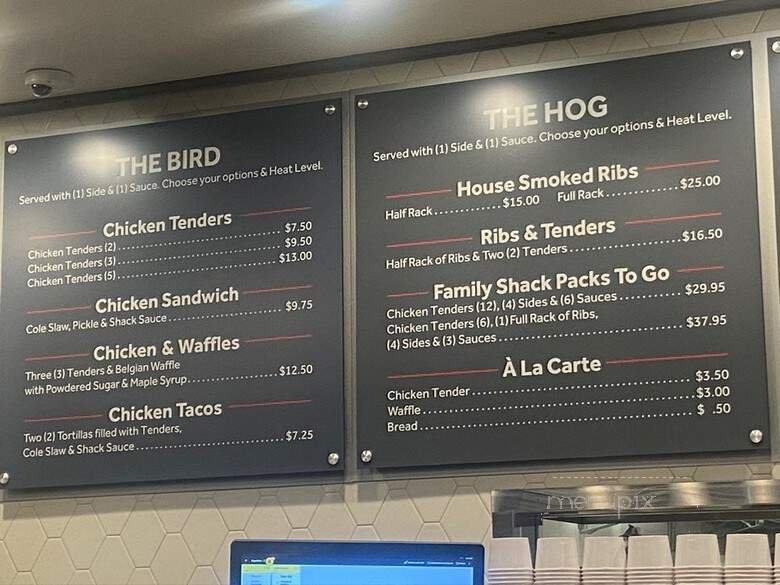 THE BIRD
Served with (1) Side & (1) Sauce. Choose your options & Heat Level.
Chicken Tenders
Chicken Tenders (2) $7.50
Chicken Tenders (3) $9.50
Chicken Tenders (5) $13.00
Chicken Sandwich
Cole Slaw, Pickle & Shack Sauce $9.75
Chicken & Waffles
Three (3) Tenders & Belgian Waffle
with Powdered Sugar & Maple Syrup $12.50
Chicken Tacos
Two (2) Tortillas filled with Tenders,
Cole Slaw & Shack Sauce $7.25
THE HOG
Served with (1) Side & (1) Sauce. Choose your options & Heat Level.
House Smoked Ribs
Half Rack $15.00 Full Rack $25.00
Ribs & Tenders
Half Rack of Ribs & Two (2) Tenders $16.50
Family Shack Packs To Go
Chicken Tenders (12), (4) Sides & (6) Sauces $29.95
Chicken Tenders (6), (1) Full Rack of Ribs,
(4) Sides & (3) Sauces $37.95
À La Carte
Chicken Tender $3.50
Waffle $3.00
Bread $ .50
menupix